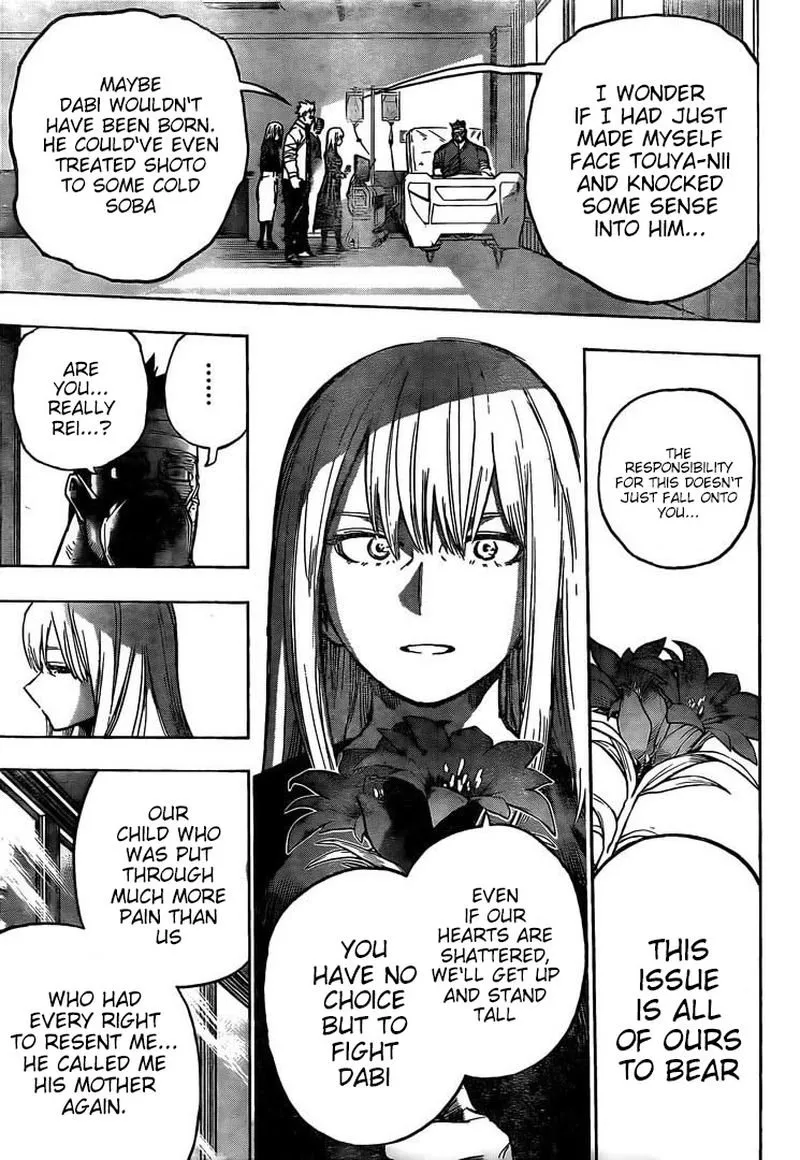 I WONDER
IF I HAD JUST
MADE MYSELF
FACE TOUYA-NII
AND KNOCKED
SOME SENSE
INTO HIM...
MAYBE
DABI WOULDN'T
HAVE BEEN BORN.
HE COULD'VE EVEN
TREATED SHOTO
TO SOME COLD
SOBA
THE
RESPONSIBILITY
FOR THIS DOESN'T
JUST FALL ONTO
YOU...
THIS
ISSUE
IS ALL
OF OURS
TO BEAR
EVEN
IF OUR
HEARTS ARE
SHATTERED,
WE'LL GET UP
AND STAND
TALL
YOU
HAVE NO
CHOICE
BUT TO
FIGHT
DABI
......
ARE
YOU...
REALLY
REI...?
OUR
CHILD WHO
WAS PUT
THROUGH
MUCH MORE
PAIN THAN
US
WHO HAD
EVERY RIGHT
TO RESENT ME...
HE CALLED ME
HIS MOTHER
AGAIN.